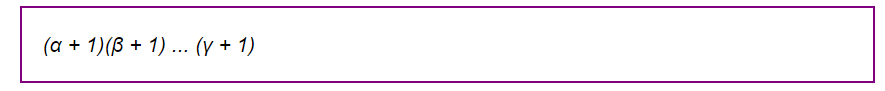 (α + 1)(β + 1) ... (γ + 1)